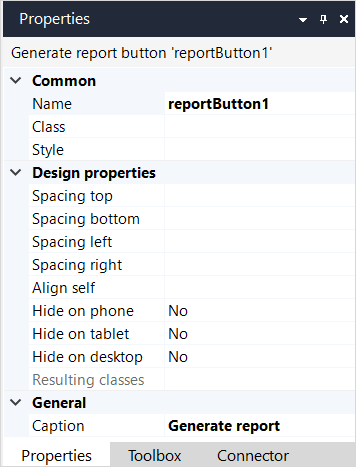 Properties
Generate report button 'reportButton1'
Common
Name reportButton1
Class
Style
Design properties
Spacing top
Spacing bottom
Spacing left
Spacing right
Align self
Hide on phone No
Hide on tablet No
Hide on desktop No
Resulting classes
General
Caption Generate report
Properties Toolbox Connector